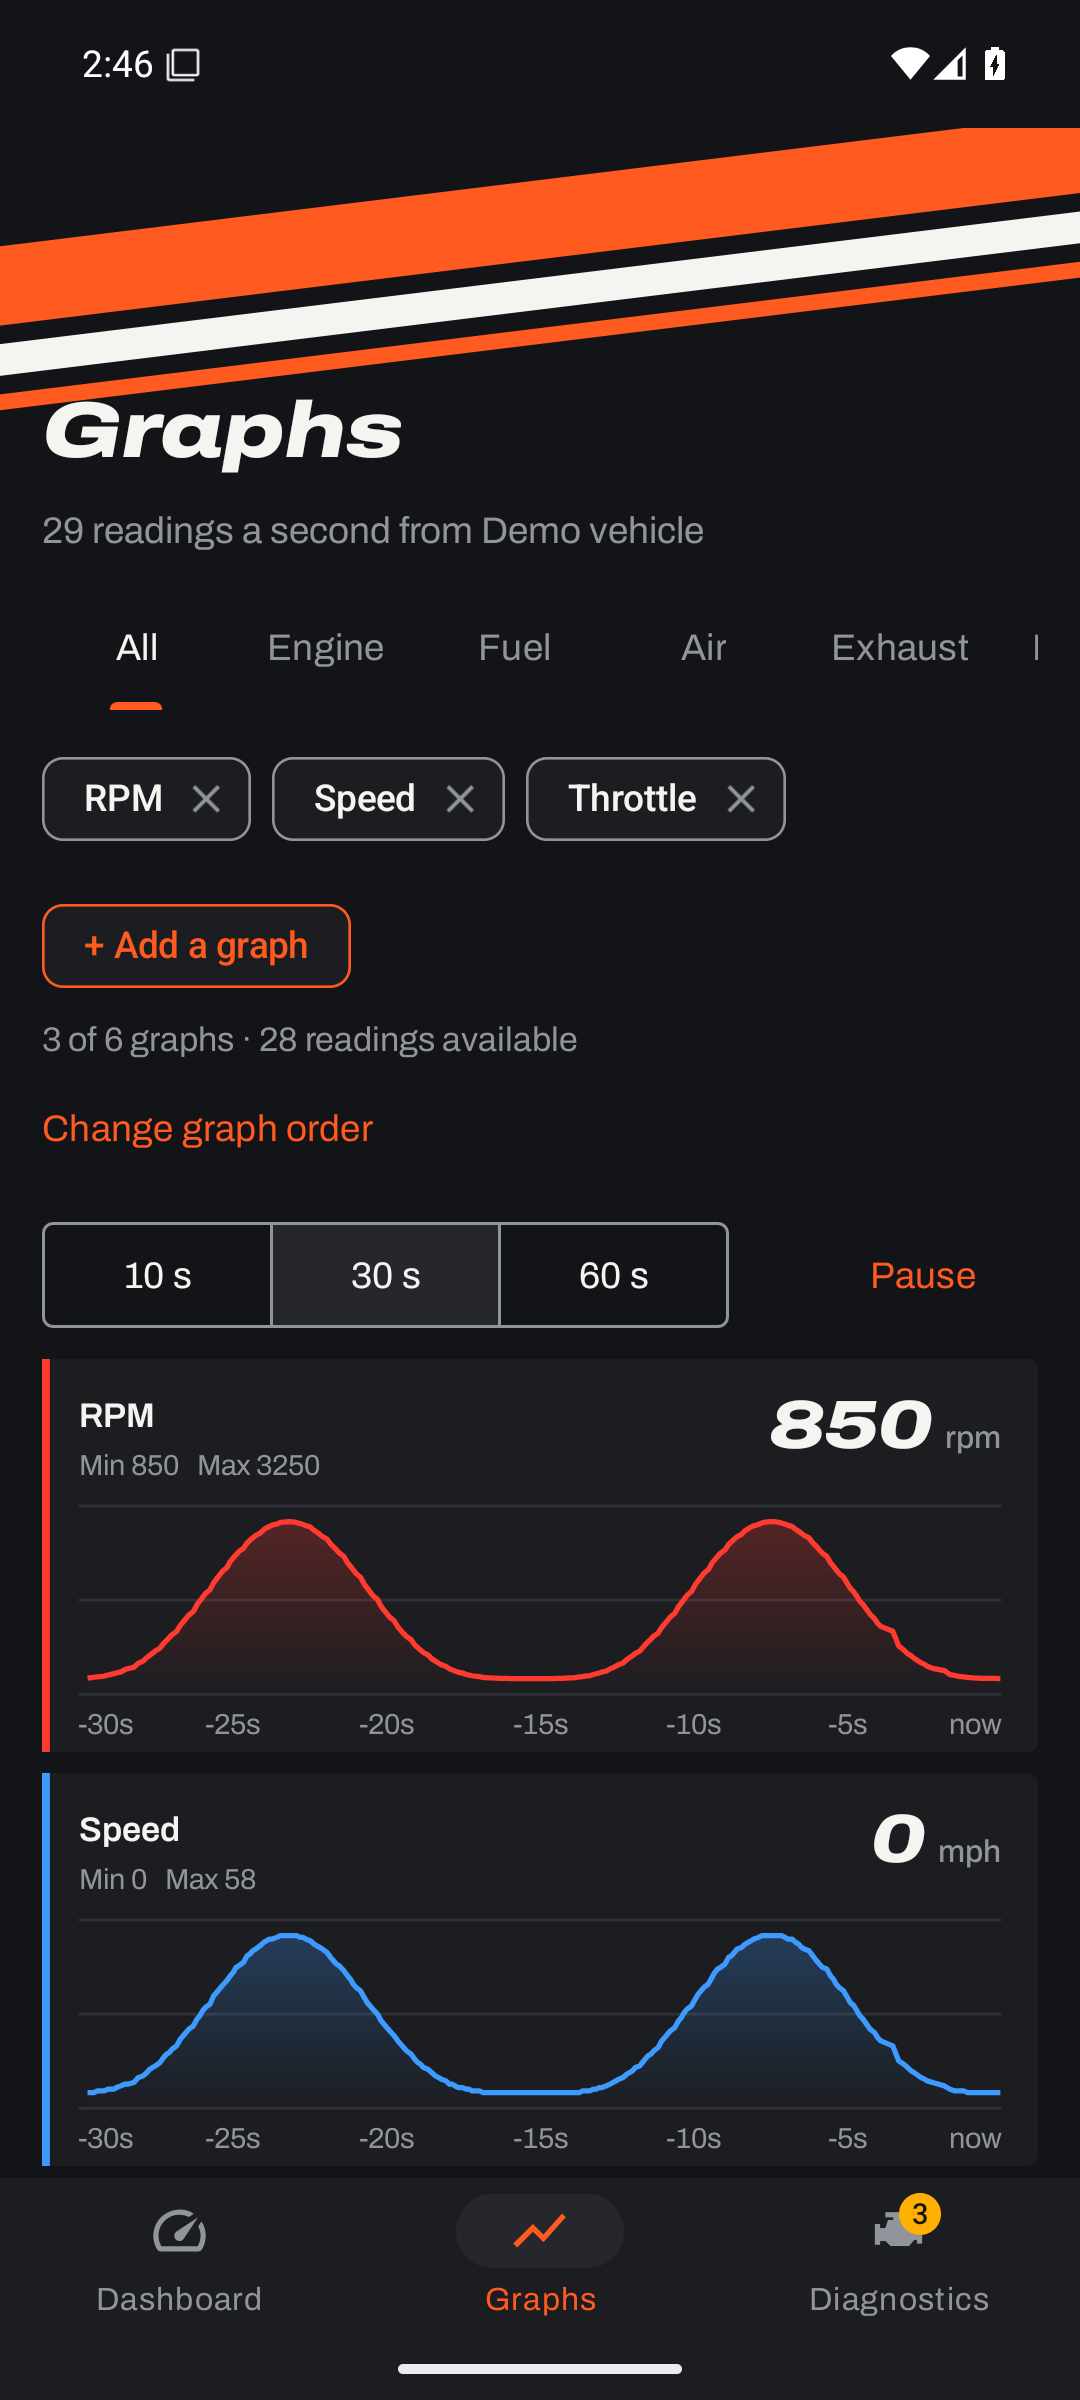 2:46
Graphs
29 readings a second from Demo vehicle
All Engine Fuel Air Exhaust
RPM Speed Throttle
+ Add a graph
3 of 6 graphs · 28 readings available
Change graph order
10 s 30 s 60 s Pause
RPM 850 rpm
Min 850 Max 3250
-30s -25s -20s -15s -10s -5s now
Speed 0 mph
Min 0 Max 58
-30s -25s -20s -15s -10s -5s now
3
Dashboard Graphs Diagnostics